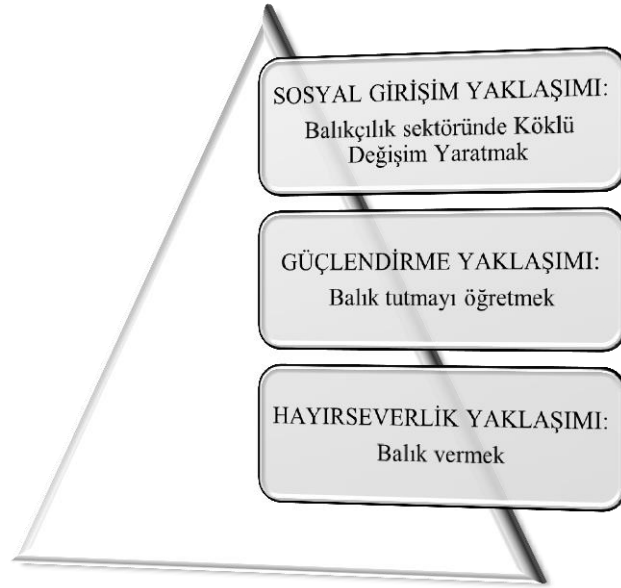 SOSYAL GİRİŞİM YAKLAŞIMI:
Balıkçılık sektöründe Köklü
Değişim Yaratmak
GÜÇLENDİRME YAKLAŞIMI:
Balık tutmayı öğretmek
HAYIRSEVERLİK YAKLAŞIMI:
Balık vermek